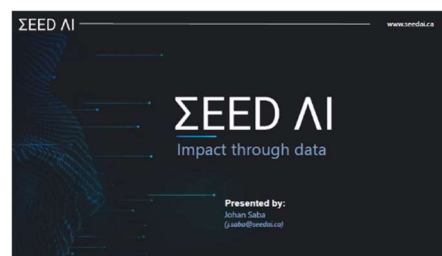 ΣEED ΛI
www.seedai.ca
ΣEED ΛI
Impact through data
Presented by:
Johan Saba
(j.saba@seedai.ca)